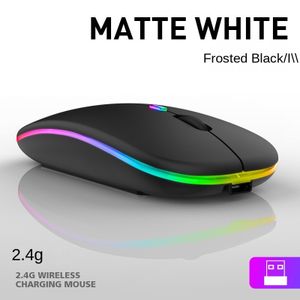 MATTE WHITE
Frosted Black/I\\
2.4g
2.4G WIRELESS
CHARGING MOUSE